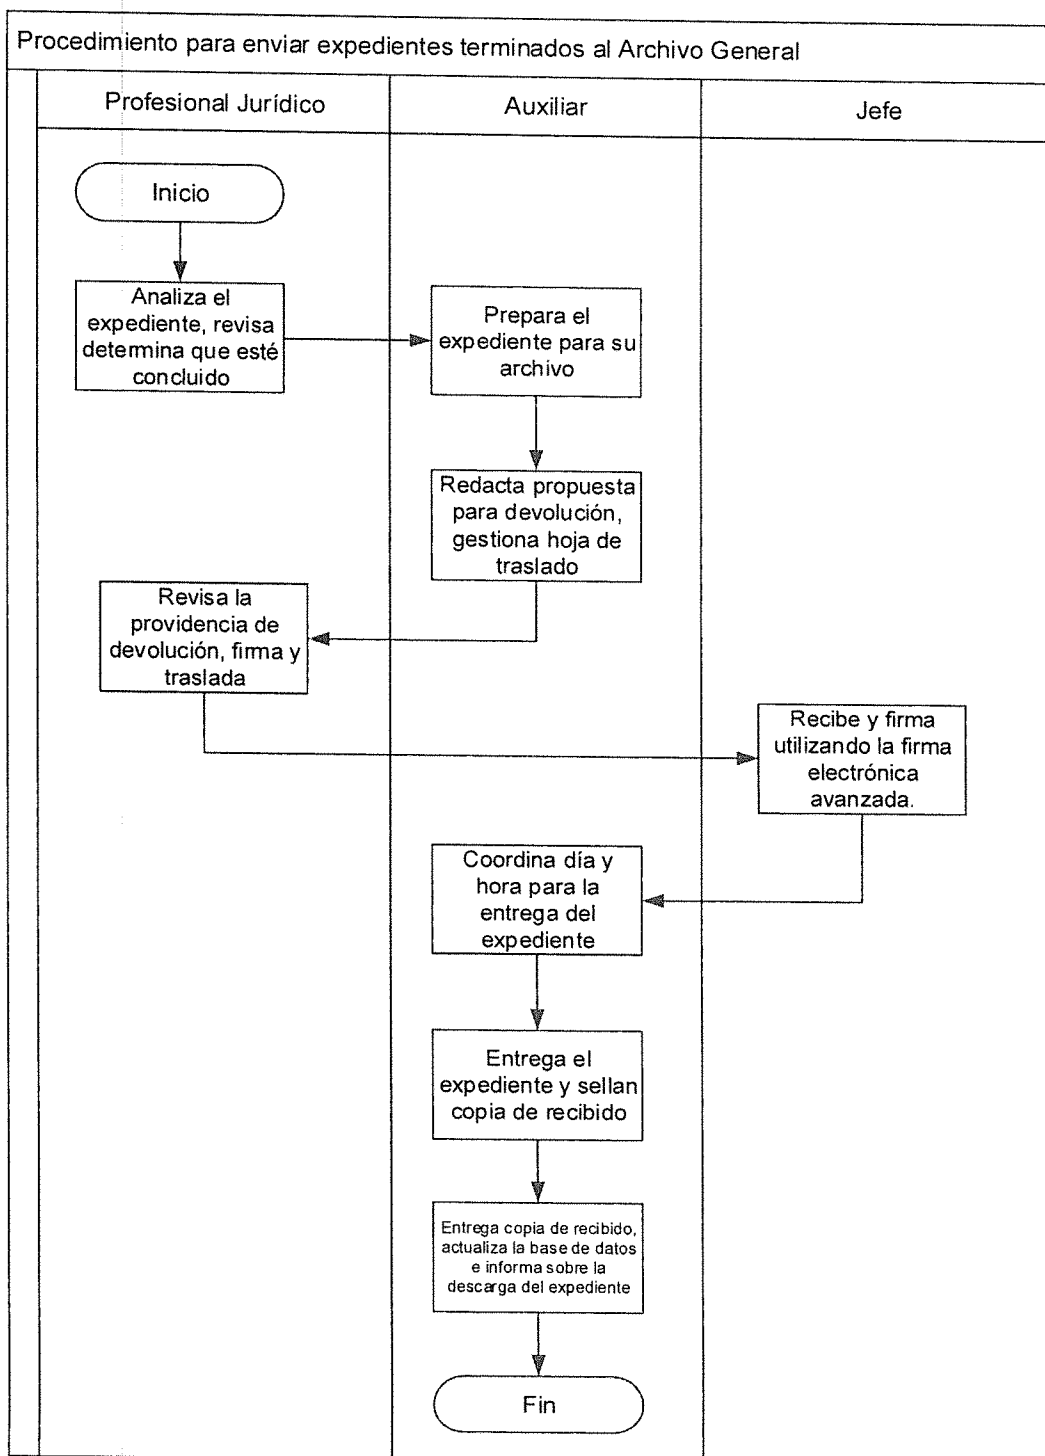 Procedimiento para enviar expedientes terminados al Archivo General
Profesional Jurídico
Auxiliar
Jefe
Inicio
Analiza el
expediente, revisa
determina que esté
concluido
Prepara el
expediente para su
archivo
Redacta propuesta
para devolución,
gestiona hoja de
traslado
Revisa la
providencia de
devolución, firma y
traslada
Recibe y firma
utilizando la firma
electrónica
avanzada.
Coordina día y
hora para la
entrega del
expediente
Entrega el
expediente y sellan
copia de recibido
Entrega copia de recibido,
actualiza la base de datos
e informa sobre la
descarga del expediente
Fin